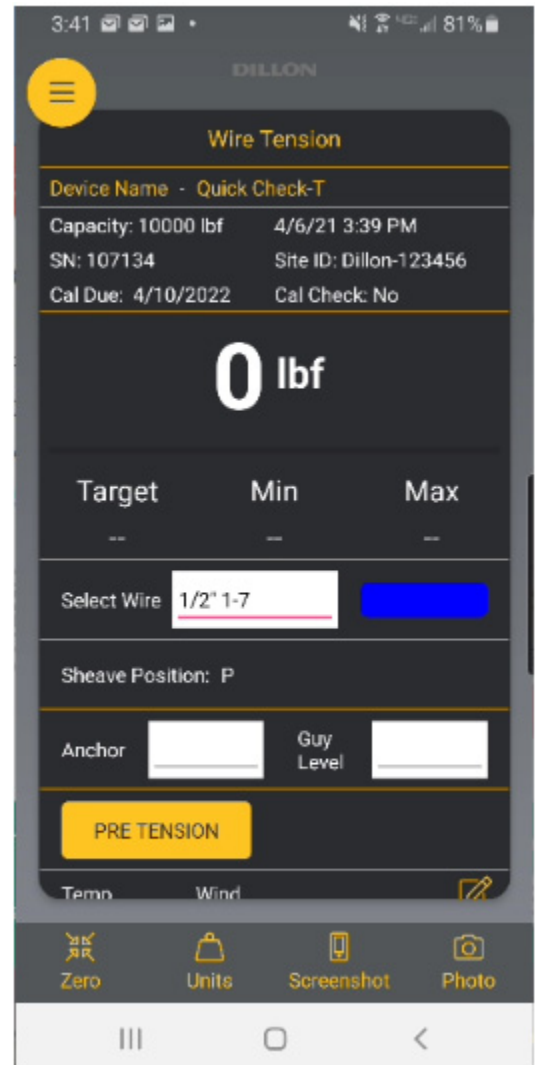 3:41 81%
DILLON
Wire Tension
Device Name - Quick Check-T
Capacity: 10000 lbf 4/6/21 3:39 PM
SN: 107134 Site ID: Dillon-123456
Cal Due: 4/10/2022 Cal Check: No
0 lbf
Target Min Max
-- -- --
Select Wire 1/2" 1-7
Sheave Position: P
Anchor Guy Level
PRE TENSION
Temp Wind
Zero Units Screenshot Photo